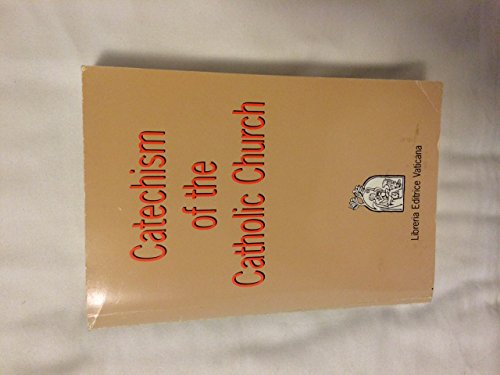 Catechism
of the
Catholic Church
Libreria Editrice Vaticana